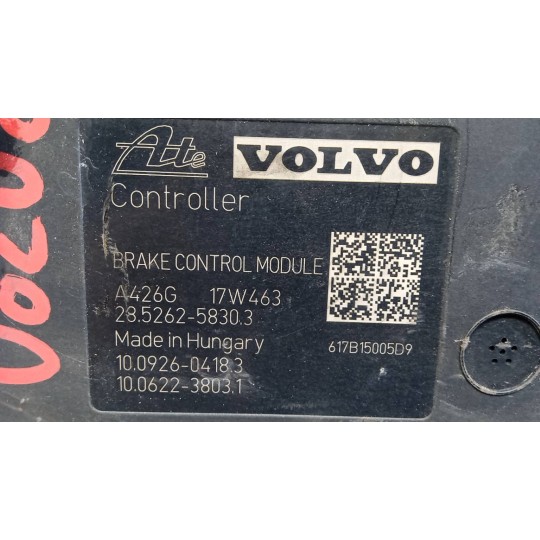 VOLVO
Ate VOLVO
Controller
BRAKE CONTROL MODULE
A426G 17W463
28.5262-5830.3
Made in Hungary
617B15005D9
10.0926-0418.3
10.0622-3803.1